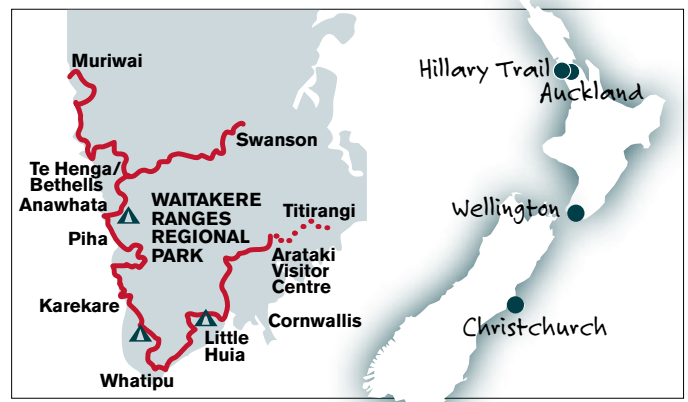 Muriwai
Swanson
Te Henga/
Bethells
Anawhata
Piha
WAITAKERE
RANGES
REGIONAL
PARK
Titirangi
Arataki
Visitor
Centre
Karekare
Cornwallis
Little
Huia
Whatipu
Hillary Trail
Auckland
Wellington
Christchurch